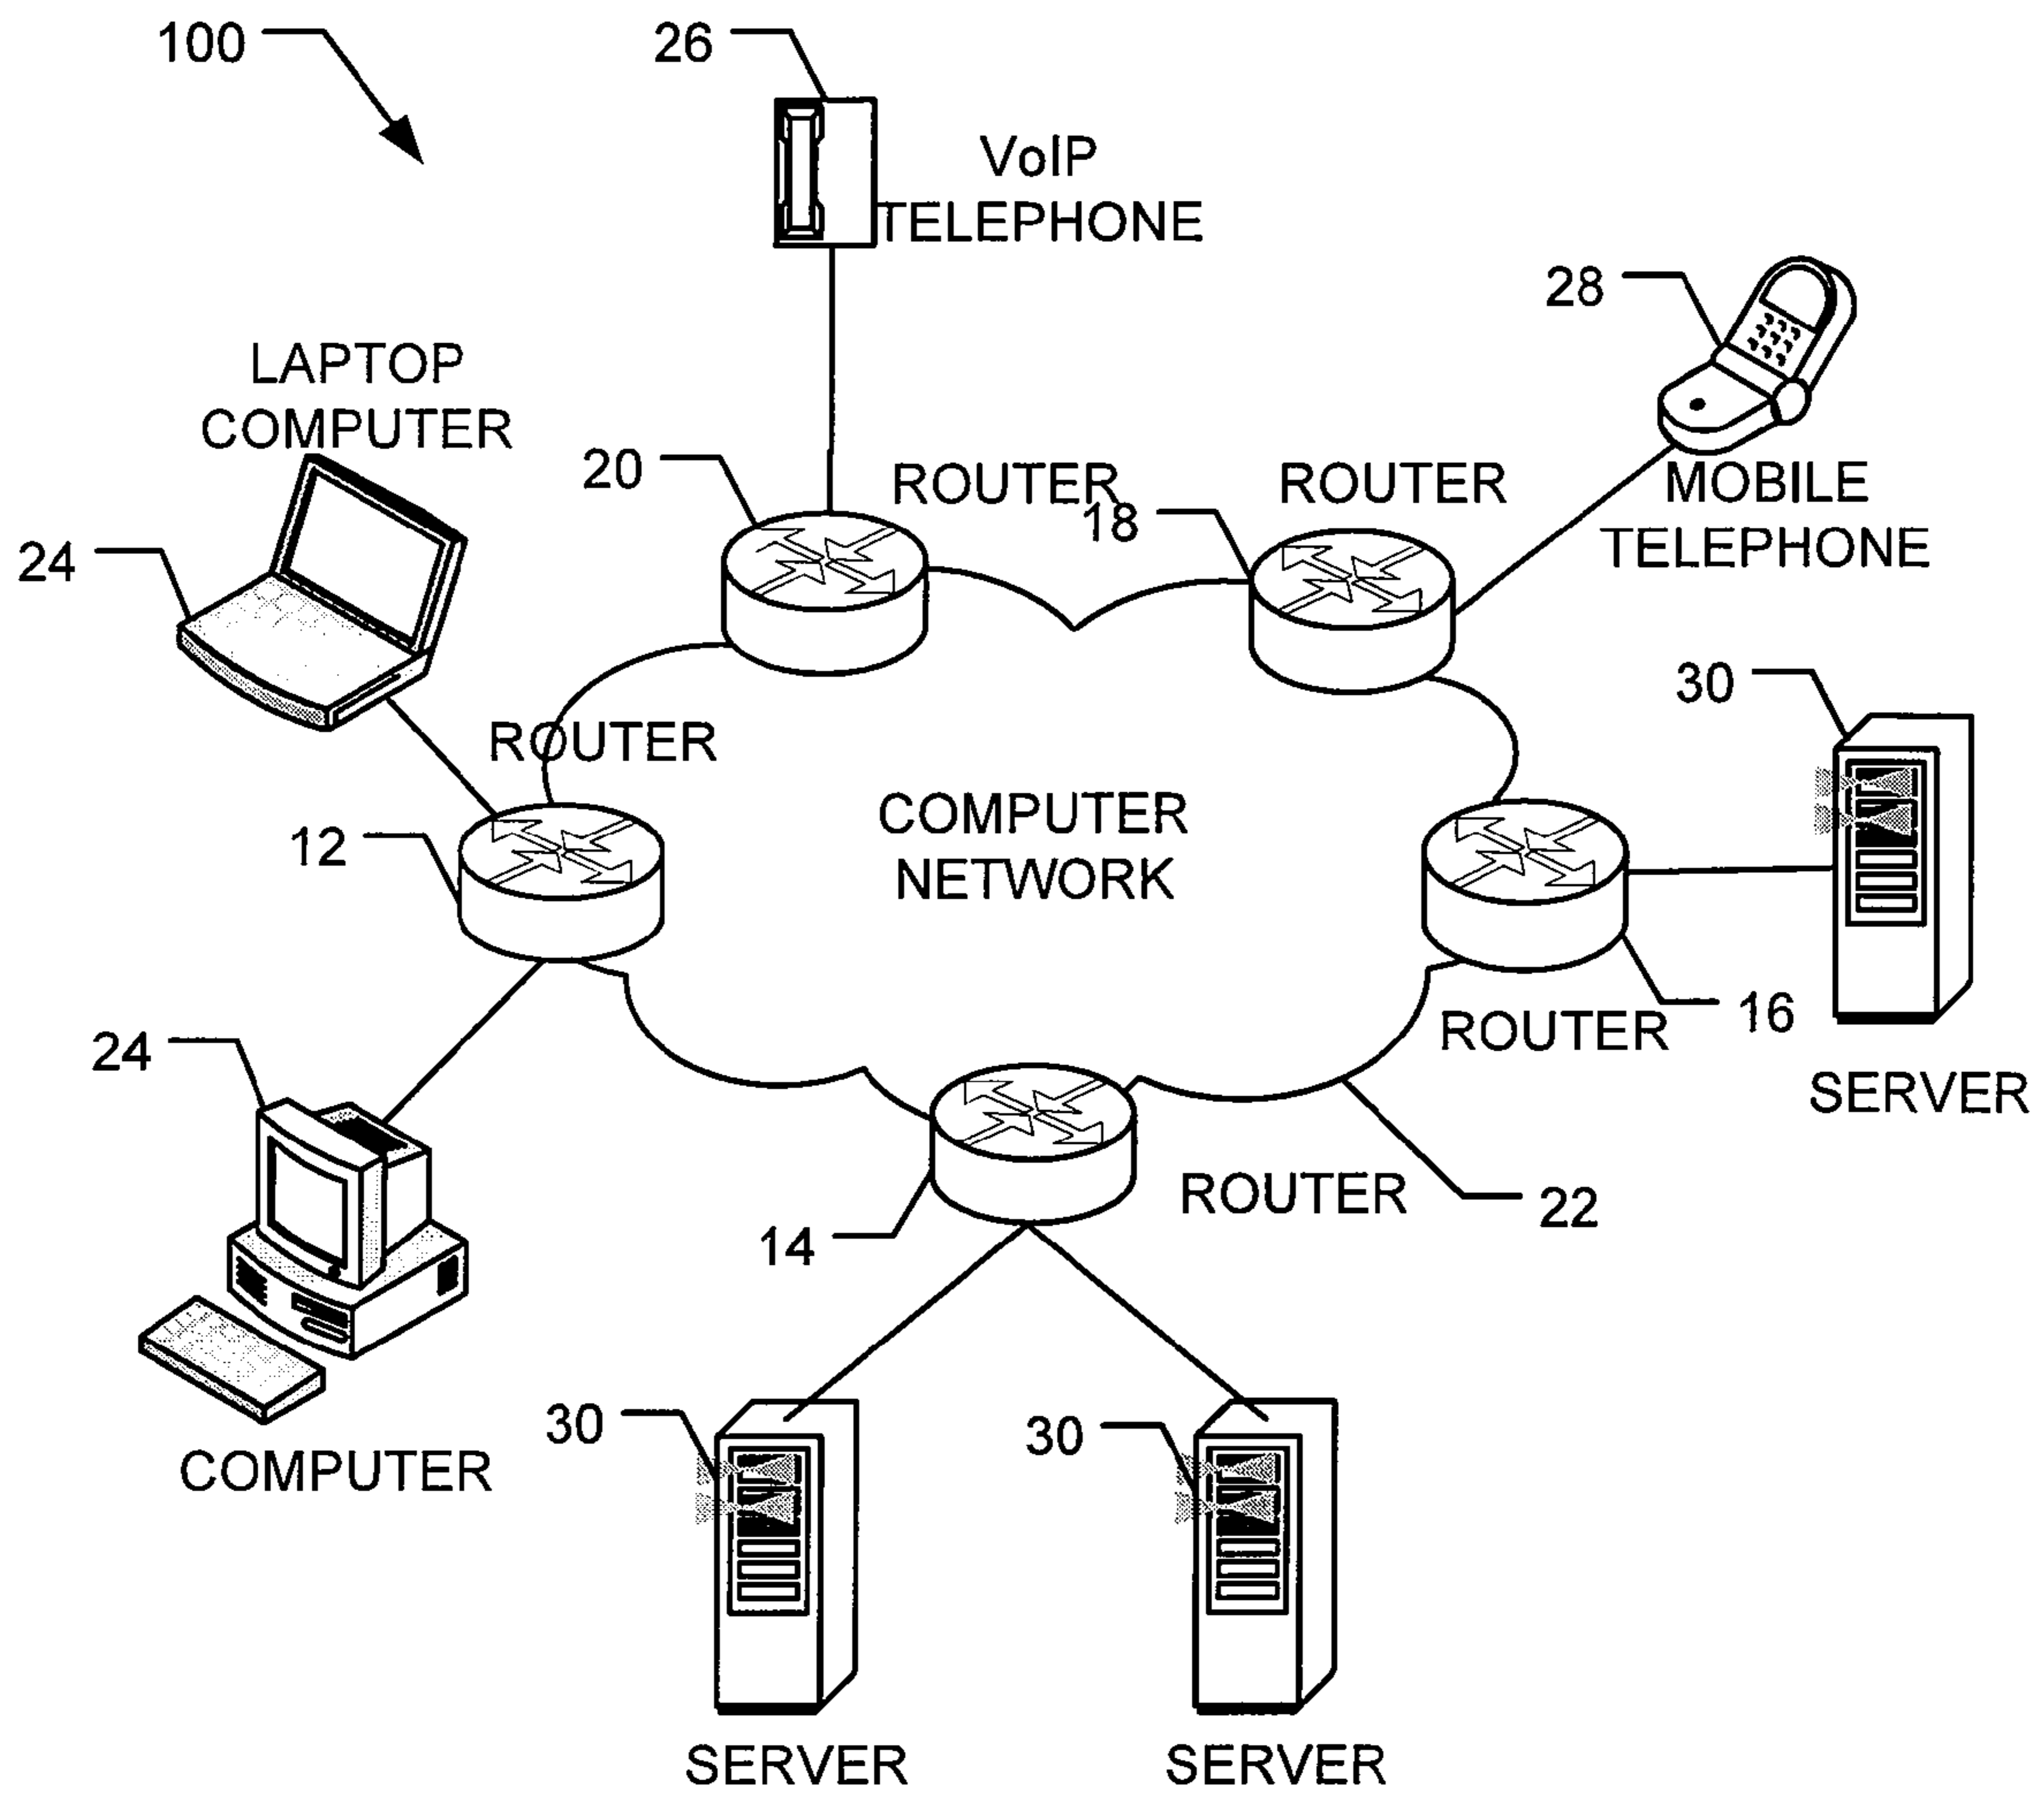 100
26
VoIP
TELEPHONE
28
LAPTOP
COMPUTER
20
ROUTER
ROUTER
MOBILE
TELEPHONE
18
24
30
ROUTER
COMPUTER
NETWORK
12
16
ROUTER
24
SERVER
ROUTER
22
14
30
30
COMPUTER
SERVER
SERVER